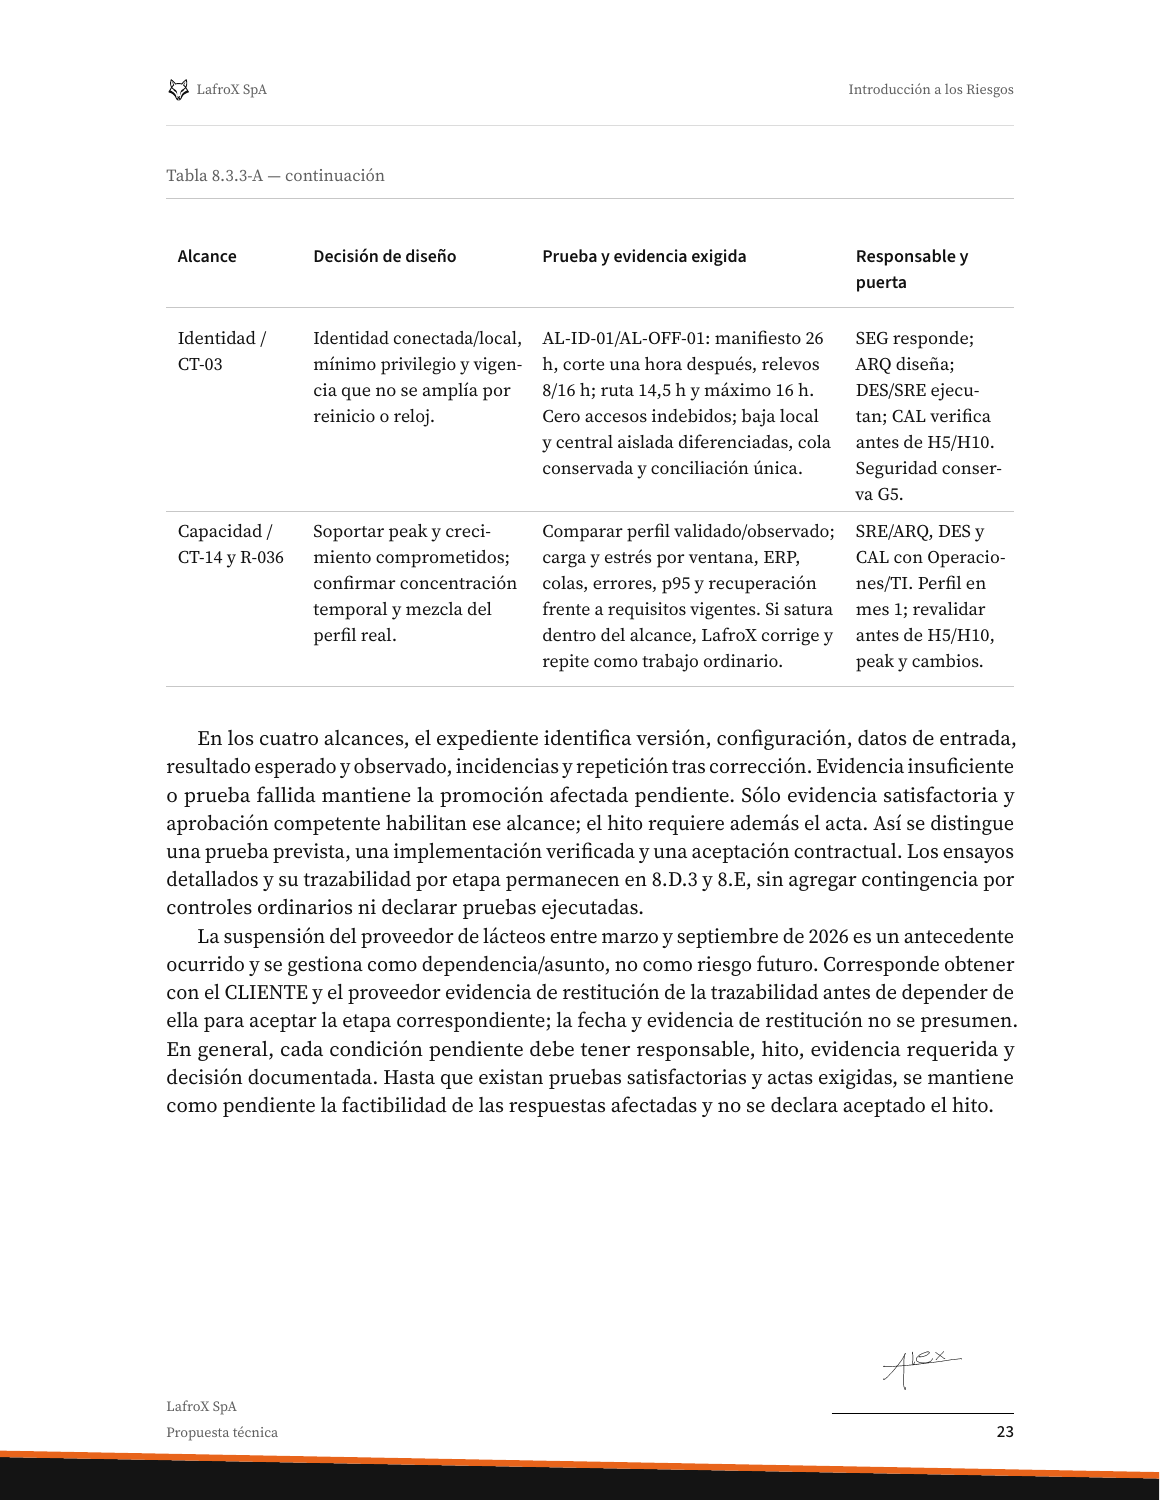 LafroX SpA
Introducción a los Riesgos
Tabla 8.3.3-A — continuación
Alcance
Decisión de diseño
Prueba y evidencia exigida
Responsable y
puerta
Identidad /
CT-03
Identidad conectada/local,
mínimo privilegio y vigen-
cia que no se amplía por
reinicio o reloj.
AL-ID-01/AL-OFF-01: manifiesto 26
h, corte una hora después, relevos
8/16 h; ruta 14,5 h y máximo 16 h.
Cero accesos indebidos; baja local
y central aislada diferenciadas, cola
conservada y conciliación única.
SEG responde;
ARQ diseña;
DES/SRE ejecu-
tan; CAL verifica
antes de H5/H10.
Seguridad conser-
va G5.
Capacidad /
CT-14 y R-036
Soportar peak y creci-
miento comprometidos;
confirmar concentración
temporal y mezcla del
perfil real.
Comparar perfil validado/observado;
carga y estrés por ventana, ERP,
colas, errores, p95 y recuperación
frente a requisitos vigentes. Si satura
dentro del alcance, LafroX corrige y
repite como trabajo ordinario.
SRE/ARQ, DES y
CAL con Operacio-
nes/TI. Perfil en
mes 1; revalidar
antes de H5/H10,
peak y cambios.
En los cuatro alcances, el expediente identifica versión, configuración, datos de entrada,
resultado esperado y observado, incidencias y repetición tras corrección. Evidencia insuficiente
o prueba fallida mantiene la promoción afectada pendiente. Sólo evidencia satisfactoria y
aprobación competente habilitan ese alcance; el hito requiere además el acta. Así se distingue
una prueba prevista, una implementación verificada y una aceptación contractual. Los ensayos
detallados y su trazabilidad por etapa permanecen en 8.D.3 y 8.E, sin agregar contingencia por
controles ordinarios ni declarar pruebas ejecutadas.
La suspensión del proveedor de lácteos entre marzo y septiembre de 2026 es un antecedente
ocurrido y se gestiona como dependencia/asunto, no como riesgo futuro. Corresponde obtener
con el CLIENTE y el proveedor evidencia de restitución de la trazabilidad antes de depender de
ella para aceptar la etapa correspondiente; la fecha y evidencia de restitución no se presumen.
En general, cada condición pendiente debe tener responsable, hito, evidencia requerida y
decisión documentada. Hasta que existan pruebas satisfactorias y actas exigidas, se mantiene
como pendiente la factibilidad de las respuestas afectadas y no se declara aceptado el hito.
Alex
LafroX SpA
Propuesta técnica
23